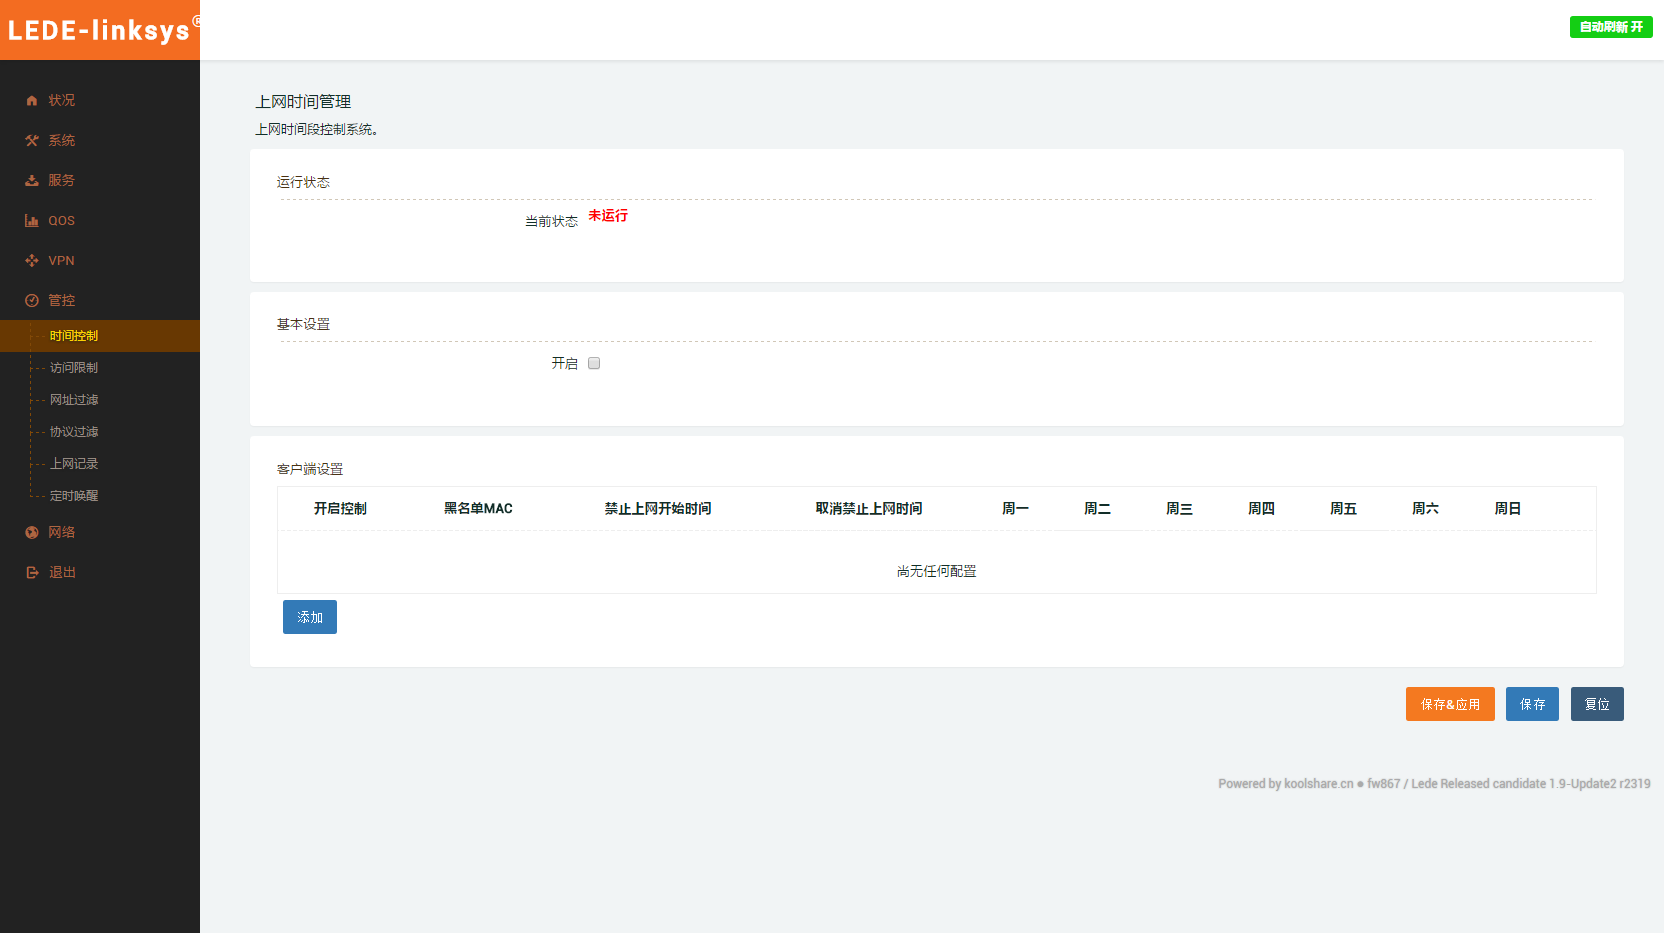 LEDE-linksys®
自动刷新 开
状况
系统
服务
QOS
VPN
管控
时间控制
访问限制
网址过滤
协议过滤
上网记录
定时唤醒
网络
退出
上网时间管理
上网时间段控制系统。
运行状态
当前状态 未运行
基本设置
开启
客户端设置
开启控制 黑名单MAC 禁止上网开始时间 取消禁止上网时间 周一 周二 周三 周四 周五 周六 周日
尚无任何配置
添加
保存&应用 保存 复位
Powered by koolshare.cn ● fw867 / Lede Released candidate 1.9-Update2 r2319